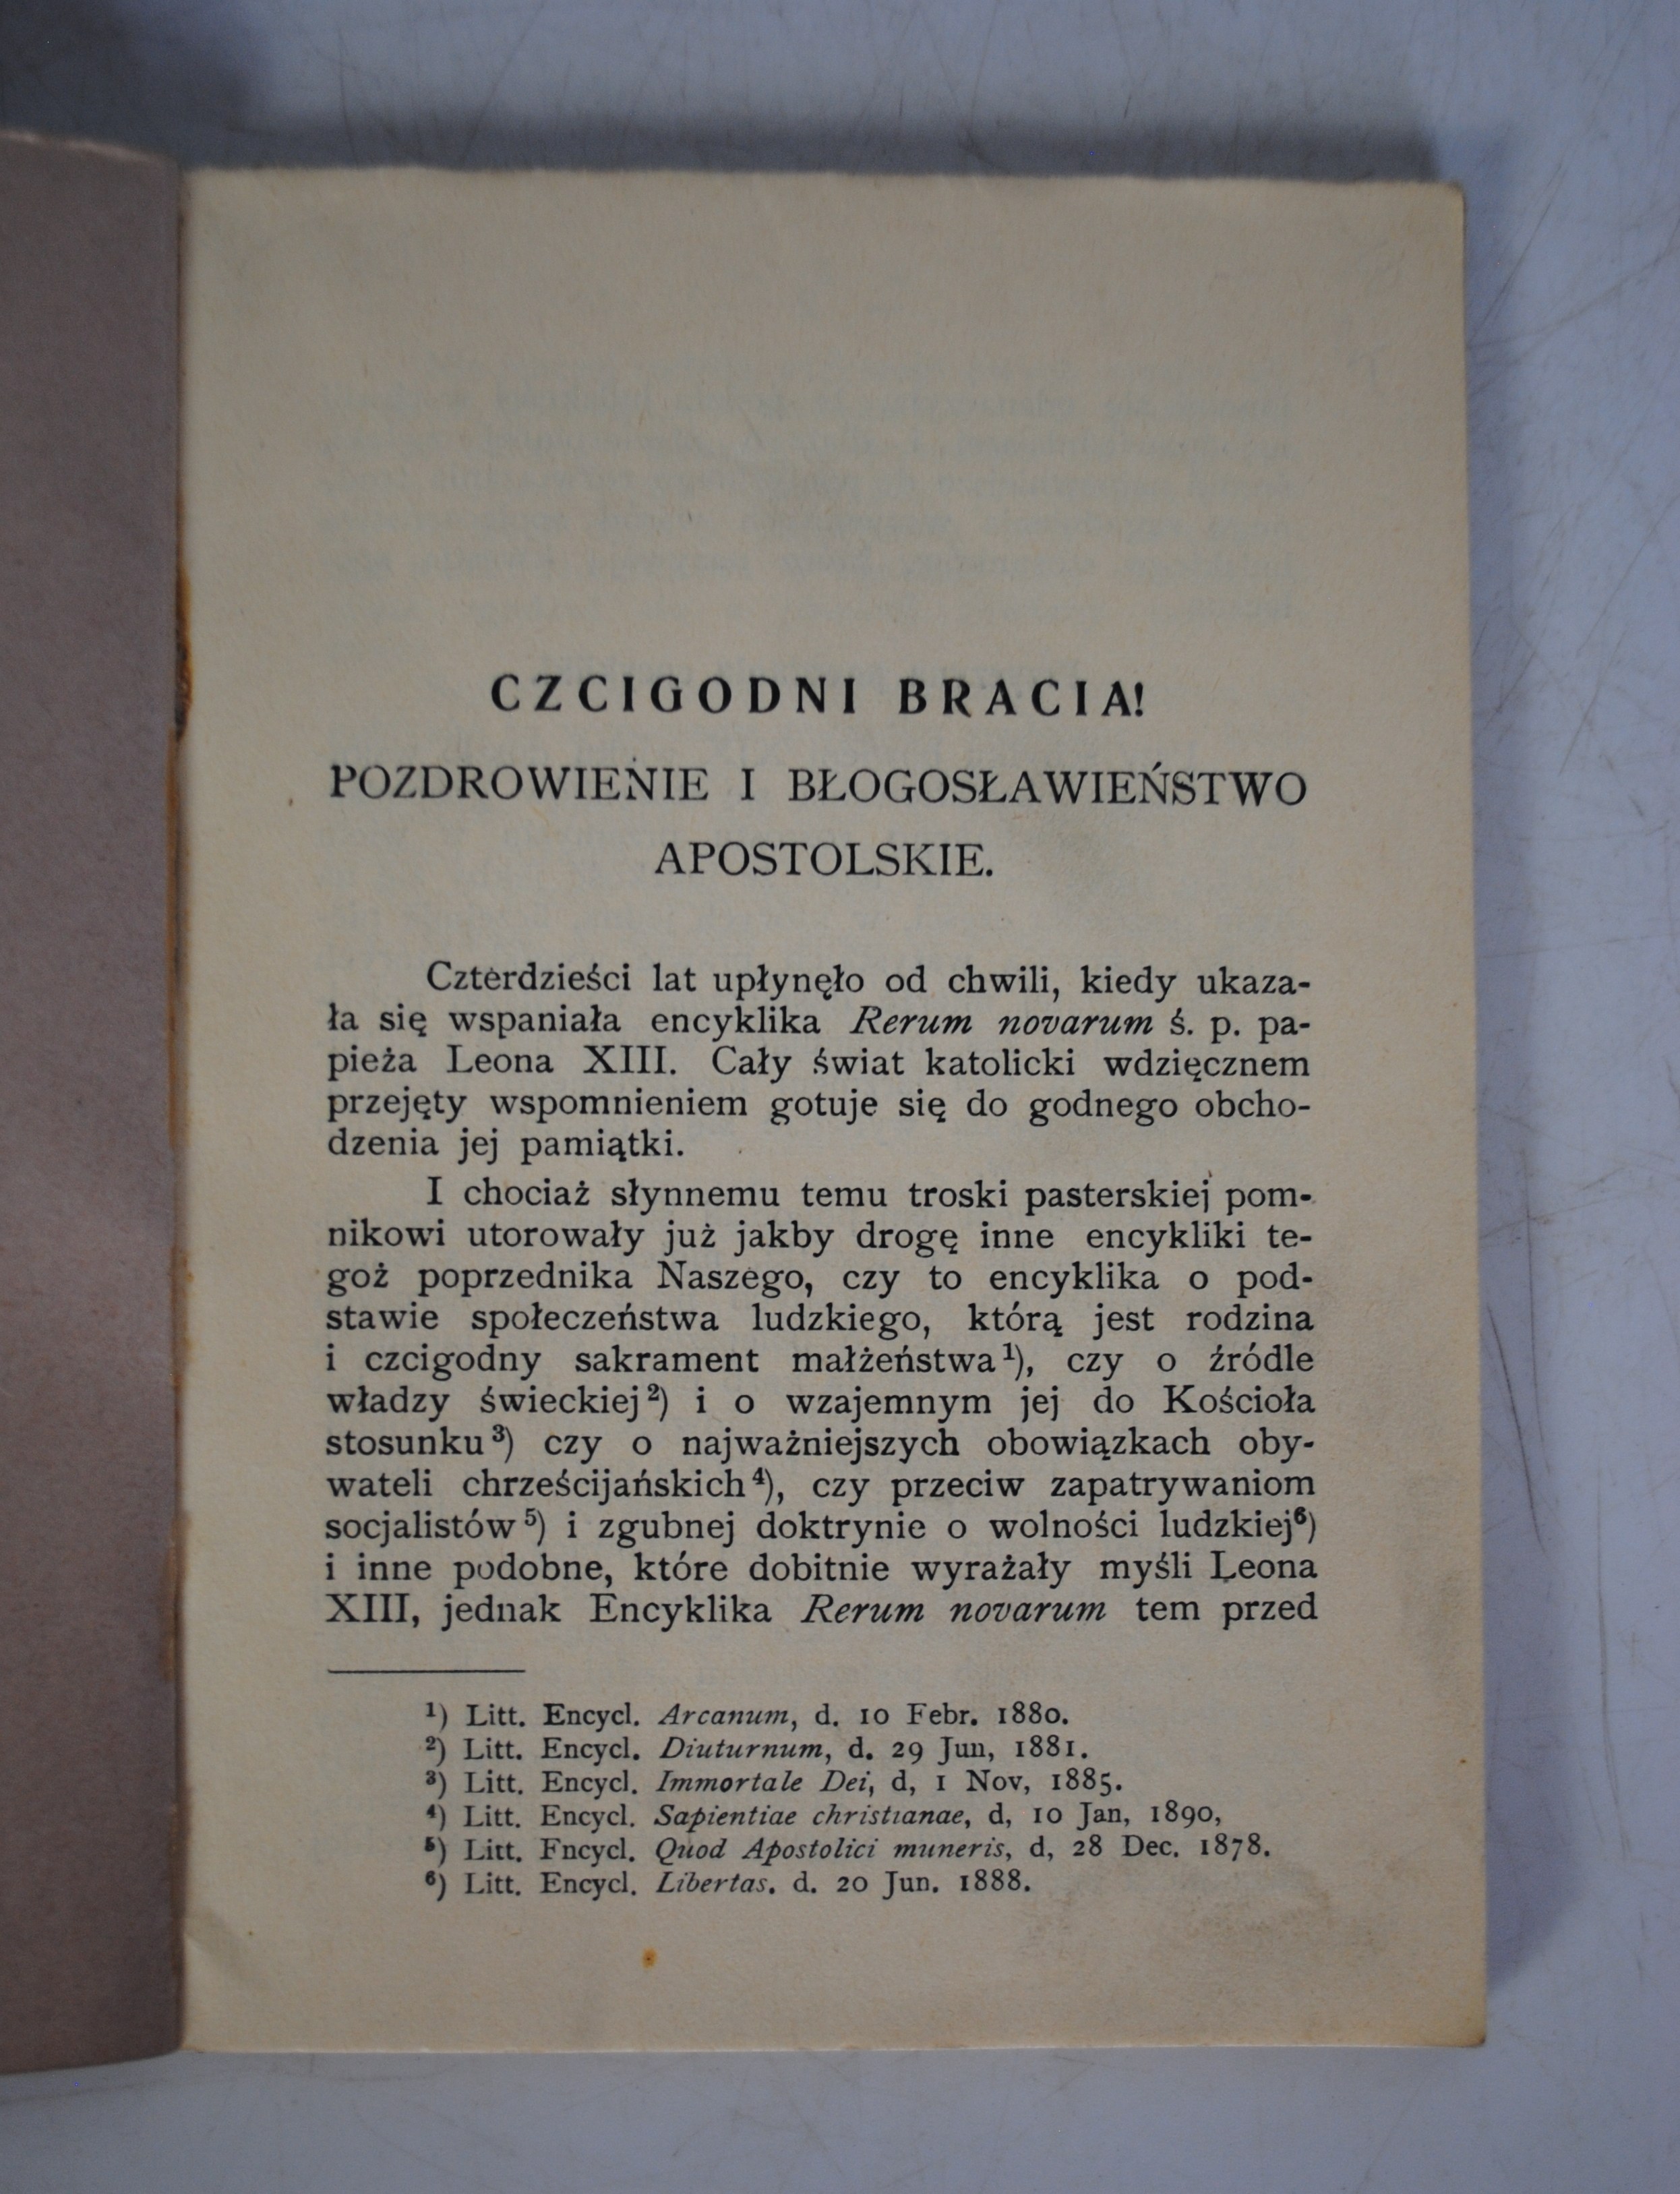 CZCIGODNI BRACIA!
POZDROWIENIE I BŁOGOSŁAWIEŃSTWO
APOSTOLSKIE.
Czterdzieści lat upłynęło od chwili, kiedy ukaza-
ła się wspaniała encyklika Rerum novarum ś. p. pa-
pieża Leona XIII. Cały świat katolicki wdzięcznem
przejęty wspomnieniem gotuje się do godnego obcho-
dzenia jej pamiątki.
I chociaż słynnemu temu troski pasterskiej pom-
nikowi utorowały już jakby drogę inne encykliki te-
goż poprzednika Naszego, czy to encyklika o pod-
stawie społeczeństwa ludzkiego, którą jest rodzina
i czcigodny sakrament małżeństwa¹), czy o źródle
władzy świeckiej²) i o wzajemnym jej do Kościoła
stosunku³) czy o najważniejszych obowiązkach oby-
wateli chrześcijańskich⁴), czy przeciw zapatrywaniom
socjalistów⁵) i zgubnej doktrynie o wolności ludzkiej⁶)
i inne podobne, które dobitnie wyrażały myśli Leona
XIII, jednak Encyklika Rerum novarum tem przed
¹) Litt. Encycl. Arcanum, d. 10 Febr. 1880.
²) Litt. Encycl. Diuturnum, d. 29 Jun, 1881.
³) Litt. Encycl. Immortale Dei, d, 1 Nov, 1885.
⁴) Litt. Encycl. Sapientiae christianae, d, 10 Jan, 1890,
⁵) Litt. Fncycl. Quod Apostolici muneris, d, 28 Dec. 1878.
⁶) Litt. Encycl. Libertas. d. 20 Jun. 1888.